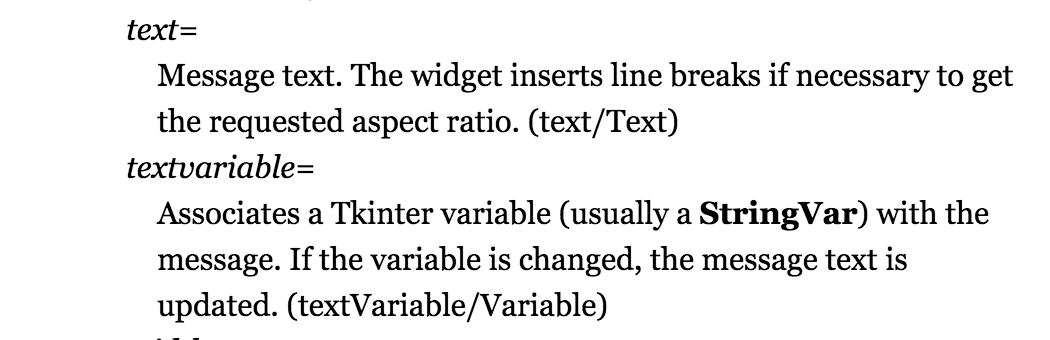 text=
Message text. The widget inserts line breaks if necessary to get
the requested aspect ratio. (text/Text)
textvariable=
Associates a Tkinter variable (usually a StringVar) with the
message. If the variable is changed, the message text is
updated. (textVariable/Variable)